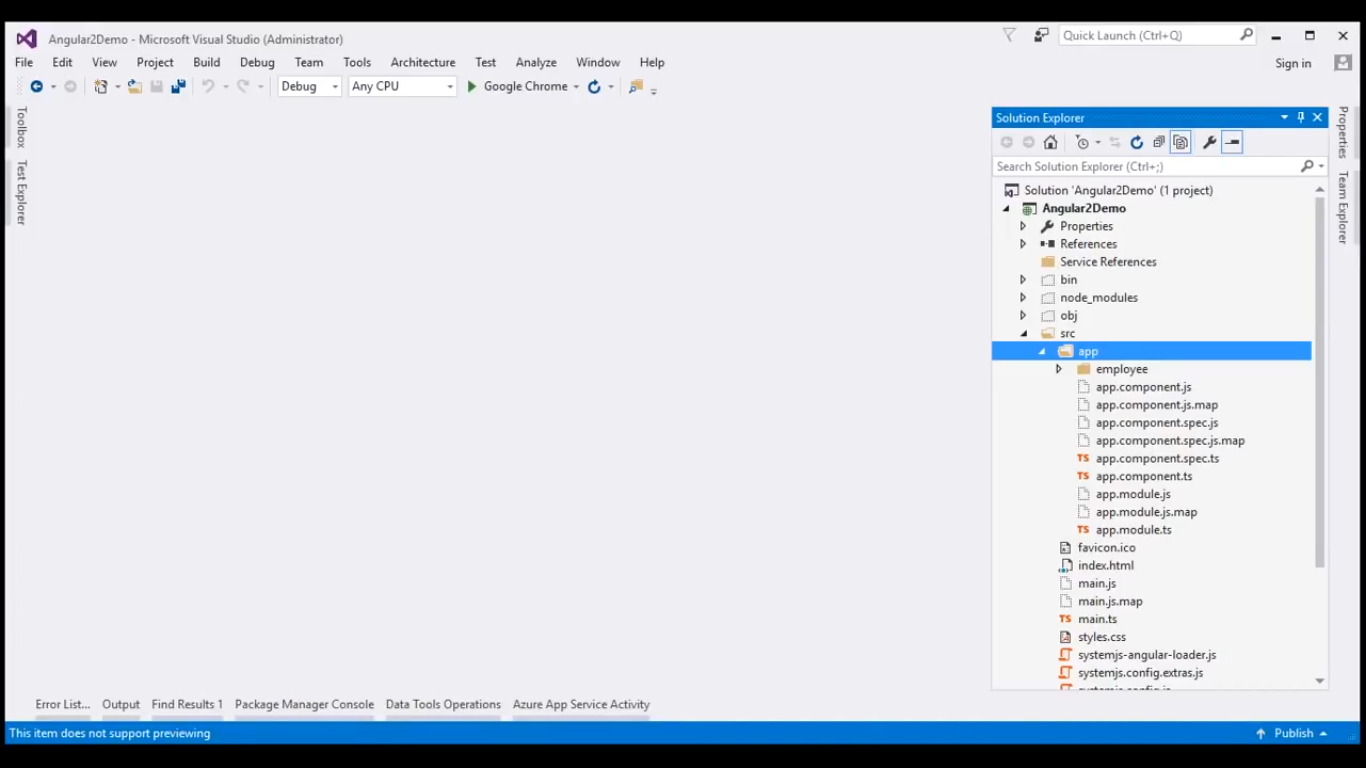 Angular2Demo - Microsoft Visual Studio (Administrator)
Quick Launch (Ctrl+Q)
File Edit View Project Build Debug Team Tools Architecture Test Analyze Window Help
Sign in
Debug Any CPU Google Chrome
Toolbox
Test Explorer
Solution Explorer
Search Solution Explorer (Ctrl+;)
Solution 'Angular2Demo' (1 project)
Angular2Demo
Properties
References
Service References
bin
node_modules
obj
src
app
employee
app.component.js
app.component.js.map
app.component.spec.js
app.component.spec.js.map
TS app.component.spec.ts
TS app.component.ts
app.module.js
app.module.js.map
TS app.module.ts
favicon.ico
index.html
main.js
main.js.map
TS main.ts
styles.css
systemjs-angular-loader.js
systemjs.config.extras.js
Properties
Team Explorer
Error List... Output Find Results 1 Package Manager Console Data Tools Operations Azure App Service Activity
This item does not support previewing
Publish